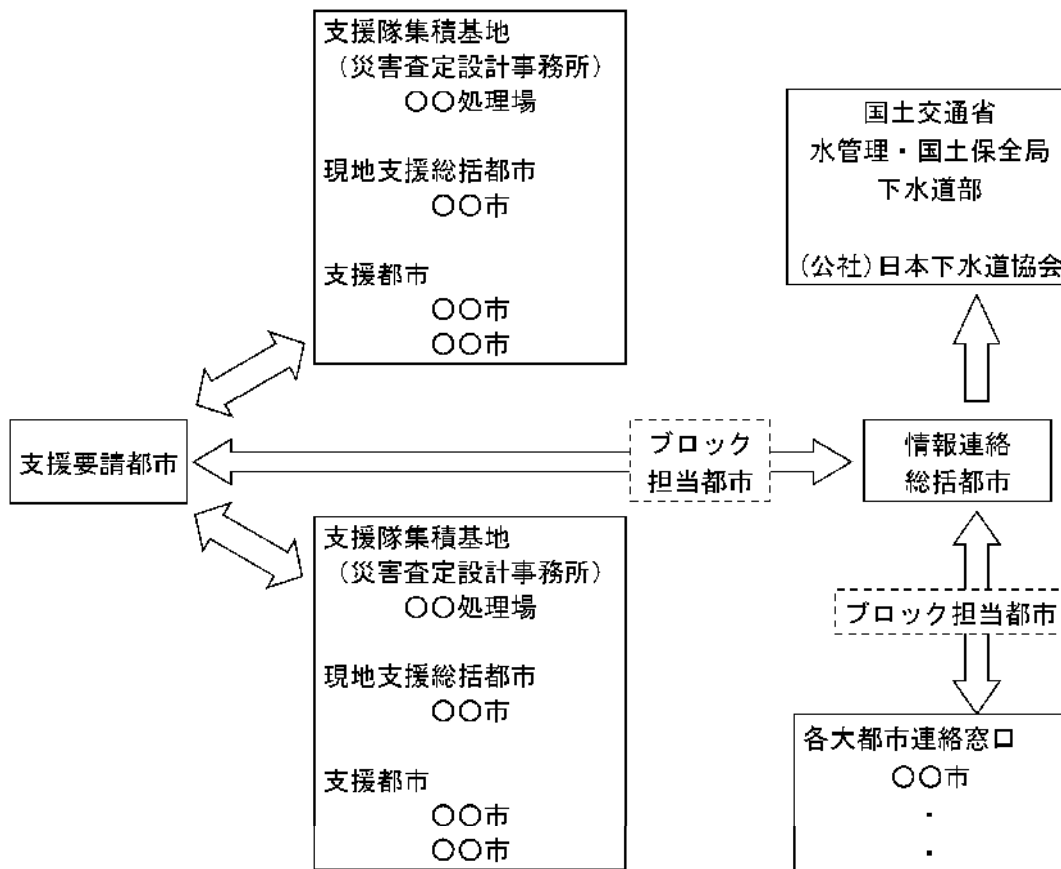 支援隊集積基地
（災害査定設計事務所）
〇〇処理場
現地支援総括都市
〇〇市
支援都市
〇〇市
〇〇市
国土交通省
水管理・国土保全局
下水道部
(公社)日本下水道協会
支援要請都市
ブロック
担当都市
情報連絡
総括都市
支援隊集積基地
（災害査定設計事務所）
〇〇処理場
現地支援総括都市
〇〇市
支援都市
〇〇市
〇〇市
ブロック担当都市
各大都市連絡窓口
〇〇市
・
・